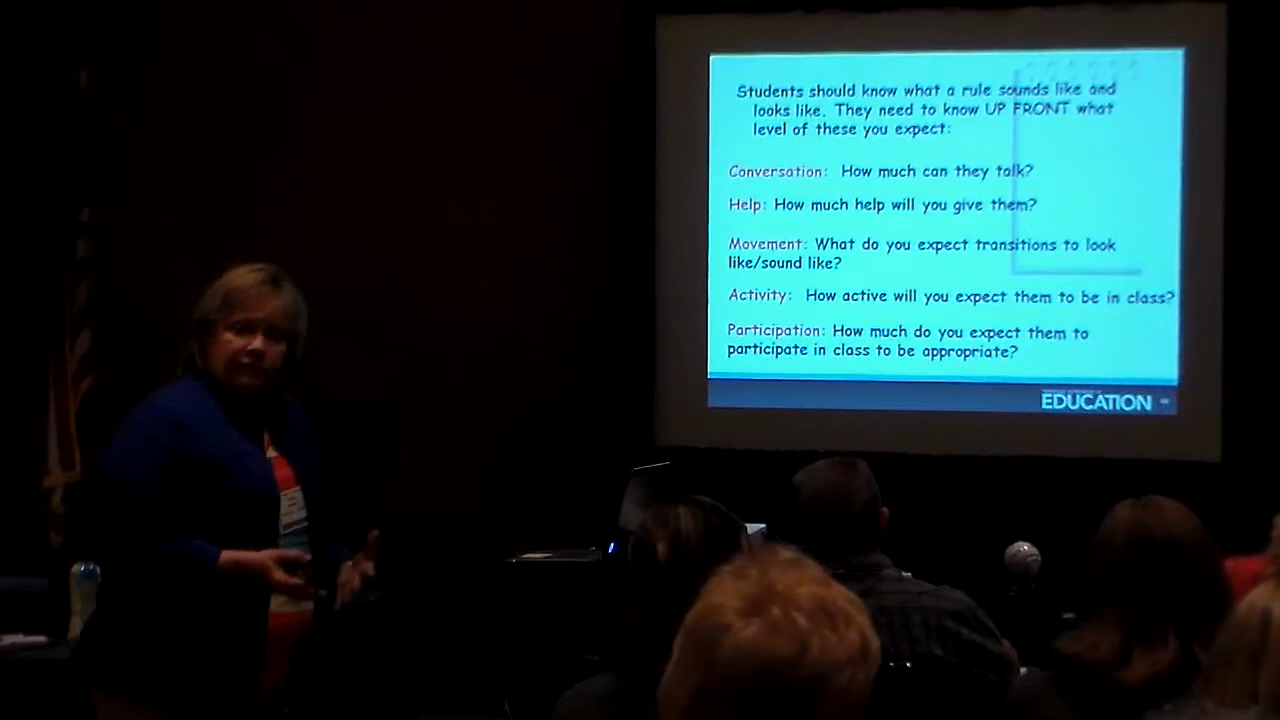 Students should know what a rule sounds like and
looks like. They need to know UP FRONT what
level of these you expect:
Conversation: How much can they talk?
Help: How much help will you give them?
Movement: What do you expect transitions to look
like/sound like?
Activity: How active will you expect them to be in class?
Participation: How much do you expect them to
participate in class to be appropriate?
EDUCATION